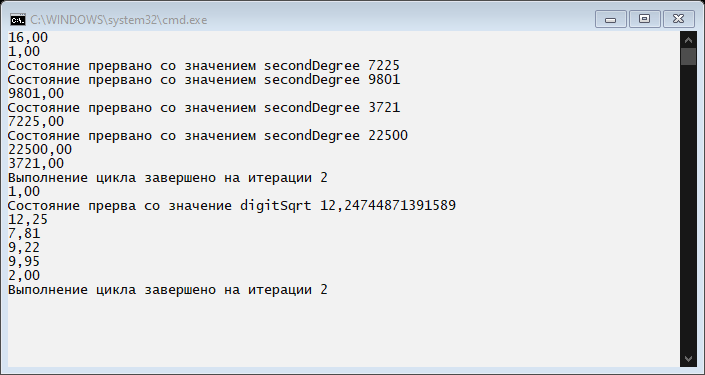 C:\WINDOWS\system32\cmd.exe
16,00
1,00
Состояние прервано со значением secondDegree 7225
Состояние прервано со значением secondDegree 9801
9801,00
Состояние прервано со значением secondDegree 3721
7225,00
Состояние прервано со значением secondDegree 22500
22500,00
3721,00
Выполнение цикла завершено на итерации 2
1,00
Состояние прерва со значение digitSqrt 12,24744871391589
12,25
7,81
9,22
9,95
2,00
Выполнение цикла завершено на итерации 2